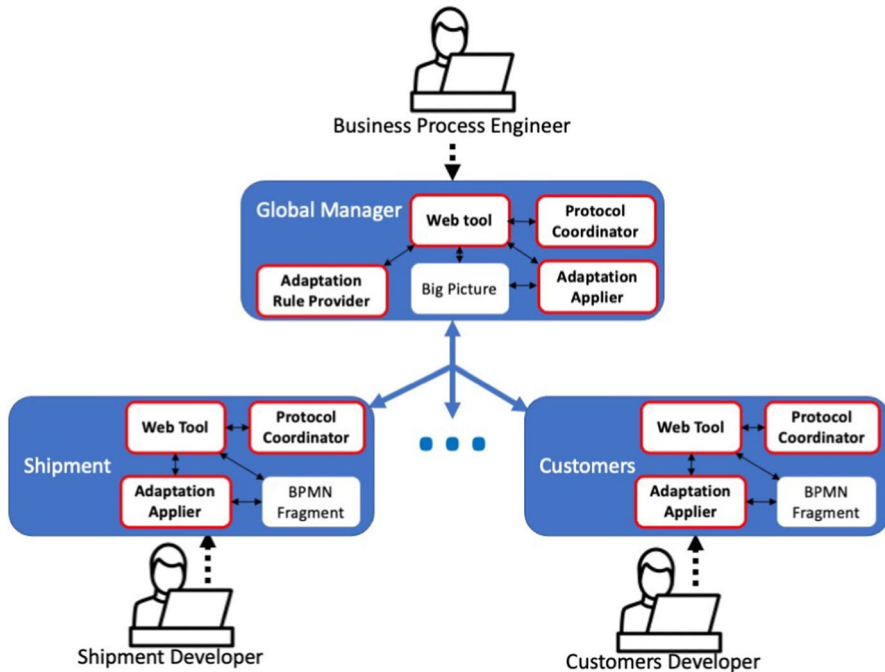 Business Process Engineer
Global Manager
Web tool
Protocol
Coordinator
Adaptation
Rule Provider
Big Picture
Adaptation
Applier
Shipment
Web Tool
Protocol
Coordinator
Adaptation
Applier
BPMN
Fragment
Customers
Web Tool
Protocol
Coordinator
Adaptation
Applier
BPMN
Fragment
Shipment Developer
Customers Developer